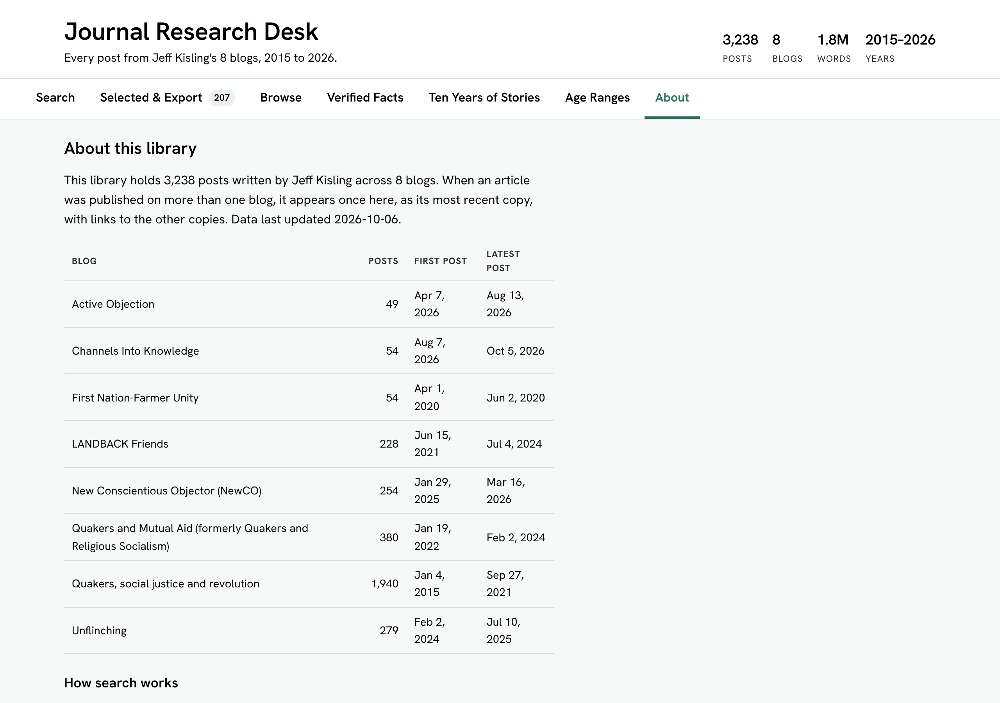 Journal Research Desk
Every post from Jeff Kisling's 8 blogs, 2015 to 2026.
3,238 8 1.8M 2015–2026
POSTS BLOGS WORDS YEARS
Search Selected & Export 207 Browse Verified Facts Ten Years of Stories Age Ranges About
About this library
This library holds 3,238 posts written by Jeff Kisling across 8 blogs. When an article
was published on more than one blog, it appears once here, as its most recent copy,
with links to the other copies. Data last updated 2026-10-06.
BLOG POSTS FIRST POST LATEST POST
Active Objection 49 Apr 7, 2026 Aug 13, 2026
Channels Into Knowledge 54 Aug 7, 2026 Oct 5, 2026
First Nation-Farmer Unity 54 Apr 1, 2020 Jun 2, 2020
LANDBACK Friends 228 Jun 15, 2021 Jul 4, 2024
New Conscientious Objector (NewCO) 254 Jan 29, 2025 Mar 16, 2026
Quakers and Mutual Aid (formerly Quakers and Religious Socialism) 380 Jan 19, 2022 Feb 2, 2024
Quakers, social justice and revolution 1,940 Jan 4, 2015 Sep 27, 2021
Unflinching 279 Feb 2, 2024 Jul 10, 2025
How search works